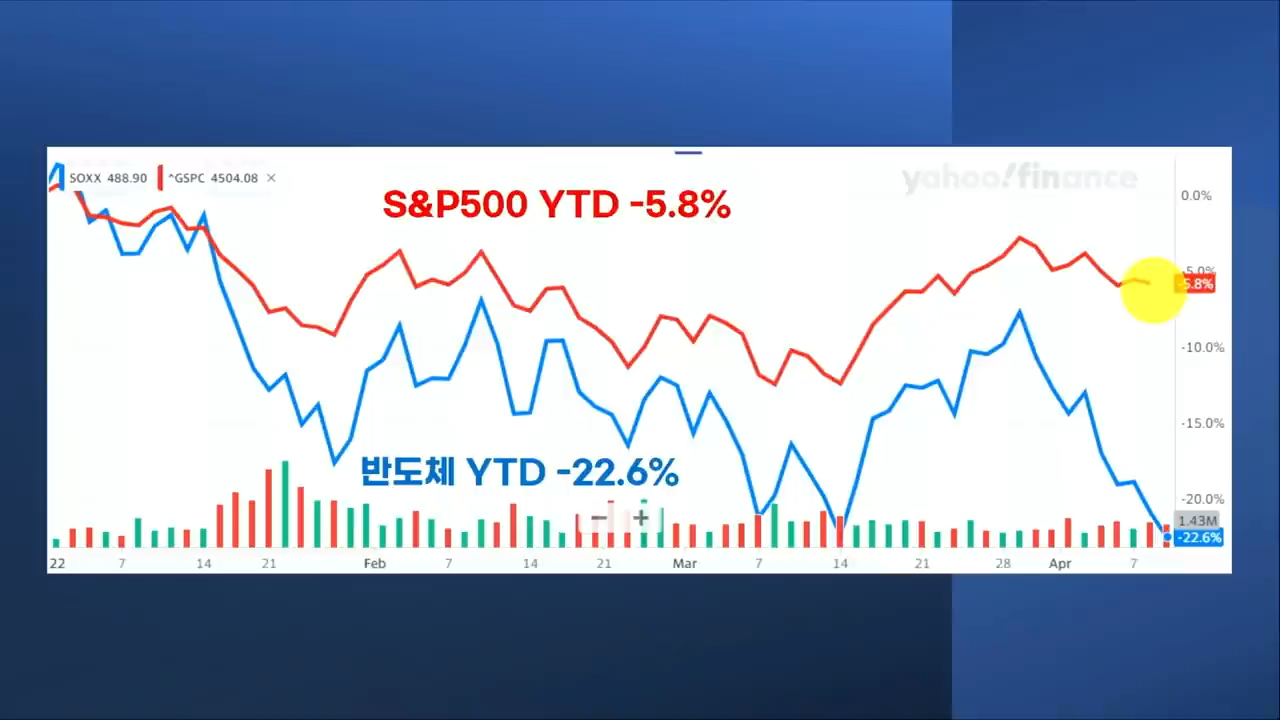 SOXX 488.90 ^GSPC 4504.08 ×
yahoo!finance
S&P500 YTD -5.8%
0.0%
-5.0%
-5.8%
-10.0%
-15.0%
반도체 YTD -22.6%
-20.0%
1.43M
-22.6%
22 7 14 21 Feb 7 14 21 Mar 7 14 21 28 Apr 7